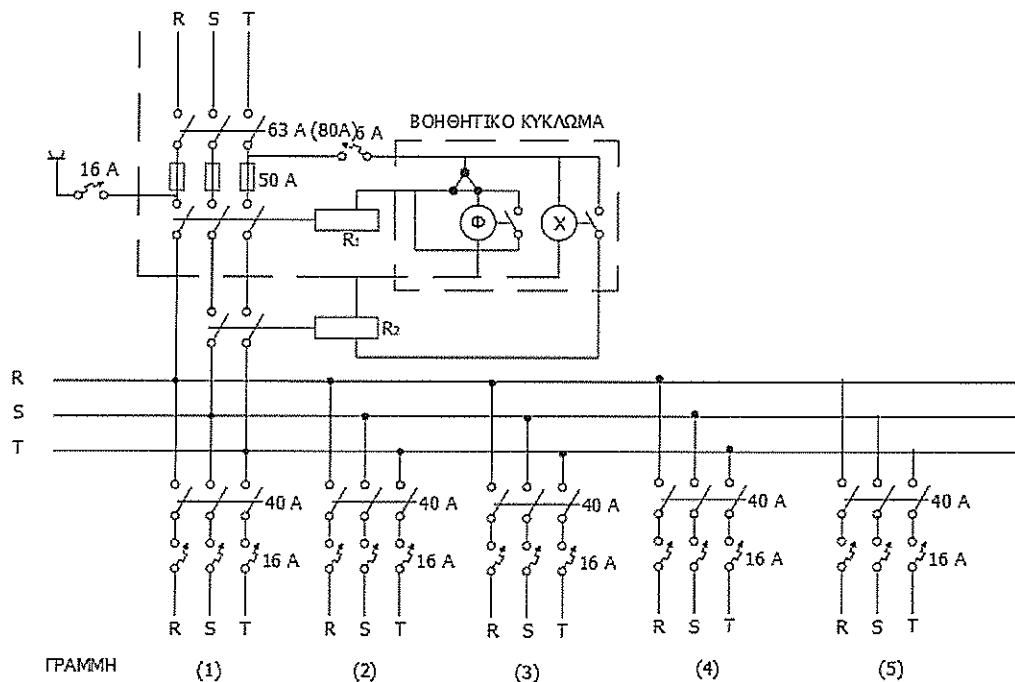 R S T
63 A (80A) 6 A
ΒΟΗΘΗΤΙΚΟ ΚΥΚΛΩΜΑ
16 A
50 A
Φ X
R1
R2
R
S
T
40 A 40 A 40 A 40 A 40 A
16 A 16 A 16 A 16 A 16 A
R S T R S T R S T R S T R S T
ΓΡΑΜΜΗ (1) (2) (3) (4) (5)